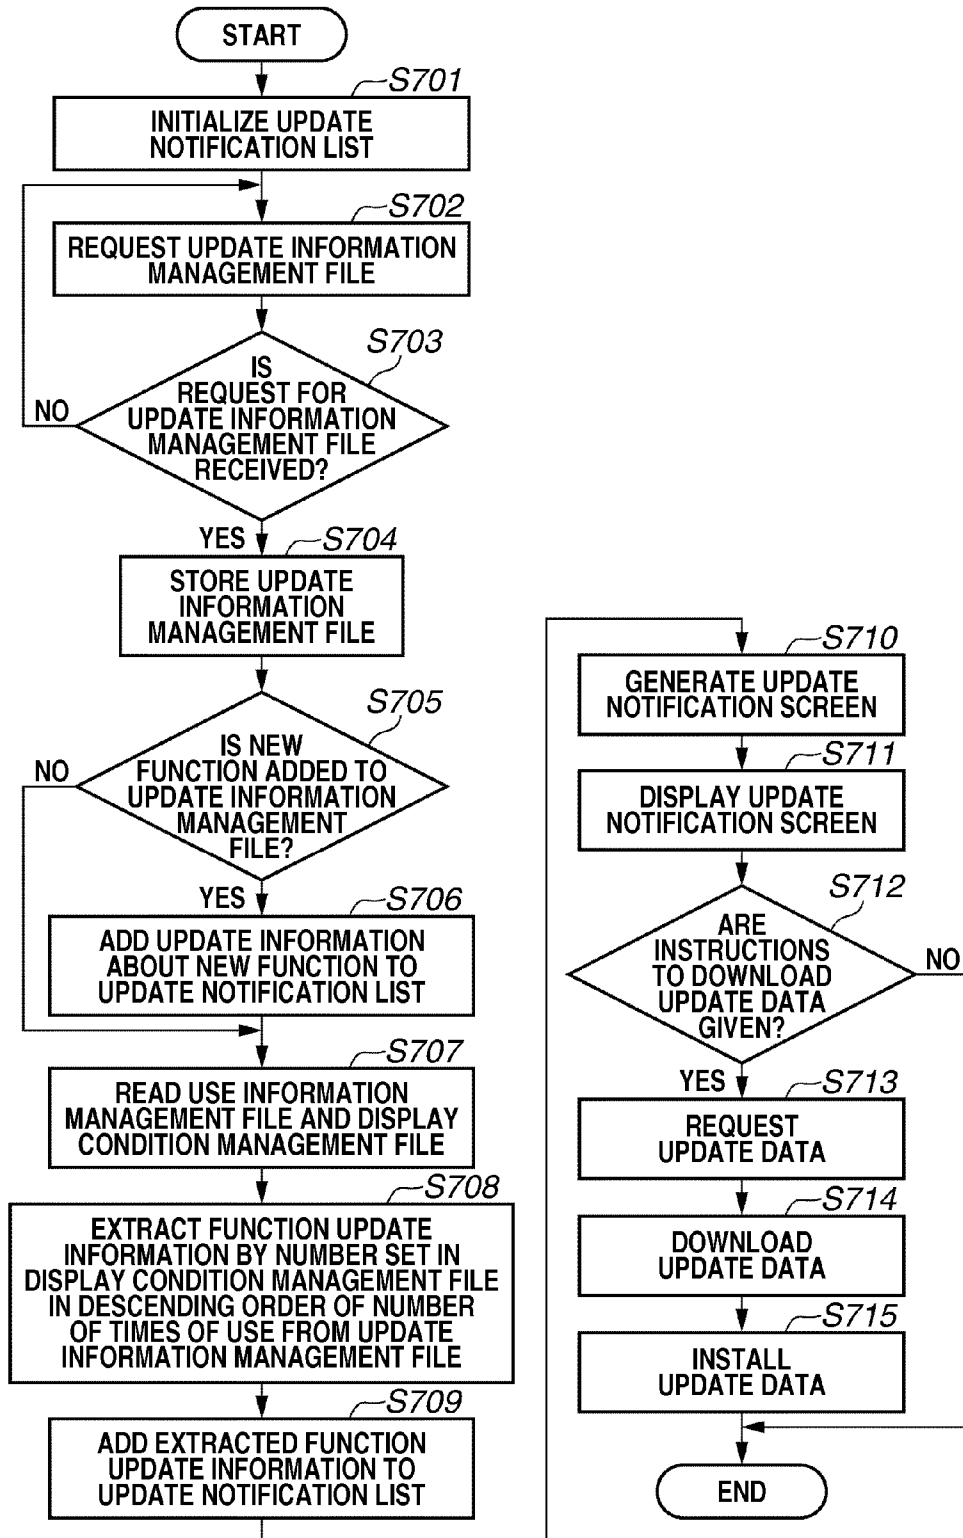 START
S701
INITIALIZE UPDATE
NOTIFICATION LIST
S702
REQUEST UPDATE INFORMATION
MANAGEMENT FILE
S703
IS
REQUEST FOR
UPDATE INFORMATION
MANAGEMENT FILE
RECEIVED?
NO
YES
S704
STORE UPDATE
INFORMATION
MANAGEMENT FILE
S705
IS NEW
FUNCTION ADDED TO
UPDATE INFORMATION
MANAGEMENT
FILE?
NO
YES
S706
ADD UPDATE INFORMATION
ABOUT NEW FUNCTION TO
UPDATE NOTIFICATION LIST
S707
READ USE INFORMATION
MANAGEMENT FILE AND DISPLAY
CONDITION MANAGEMENT FILE
S708
EXTRACT FUNCTION UPDATE
INFORMATION BY NUMBER SET IN
DISPLAY CONDITION MANAGEMENT FILE
IN DESCENDING ORDER OF NUMBER
OF TIMES OF USE FROM UPDATE
INFORMATION MANAGEMENT FILE
S709
ADD EXTRACTED FUNCTION
UPDATE INFORMATION TO
UPDATE NOTIFICATION LIST
S710
GENERATE UPDATE
NOTIFICATION SCREEN
S711
DISPLAY UPDATE
NOTIFICATION SCREEN
S712
ARE
INSTRUCTIONS
TO DOWNLOAD
UPDATE DATA
GIVEN?
NO
YES
S713
REQUEST
UPDATE DATA
S714
DOWNLOAD
UPDATE DATA
S715
INSTALL
UPDATE DATA
END